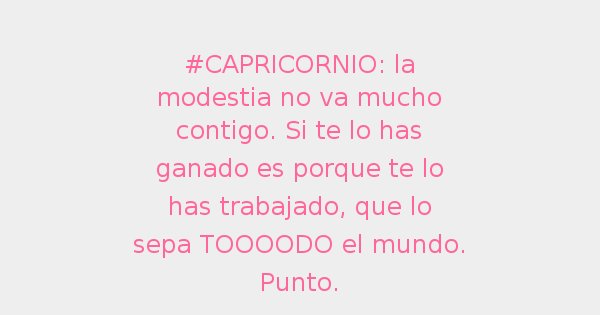 #CAPRICORNIO: la
modestia no va mucho
contigo. Si te lo has
ganado es porque te lo
has trabajado, que lo
sepa TOOOODO el mundo.
Punto.